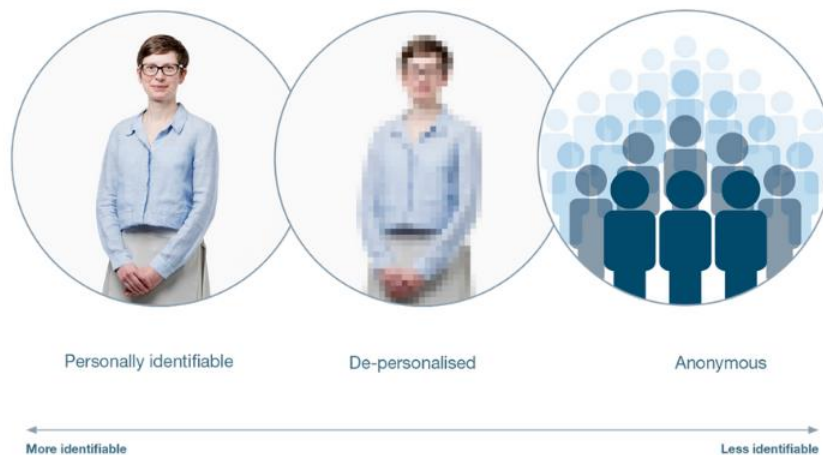 Personally identifiable
De-personalised
Anonymous
More identifiable
Less identifiable